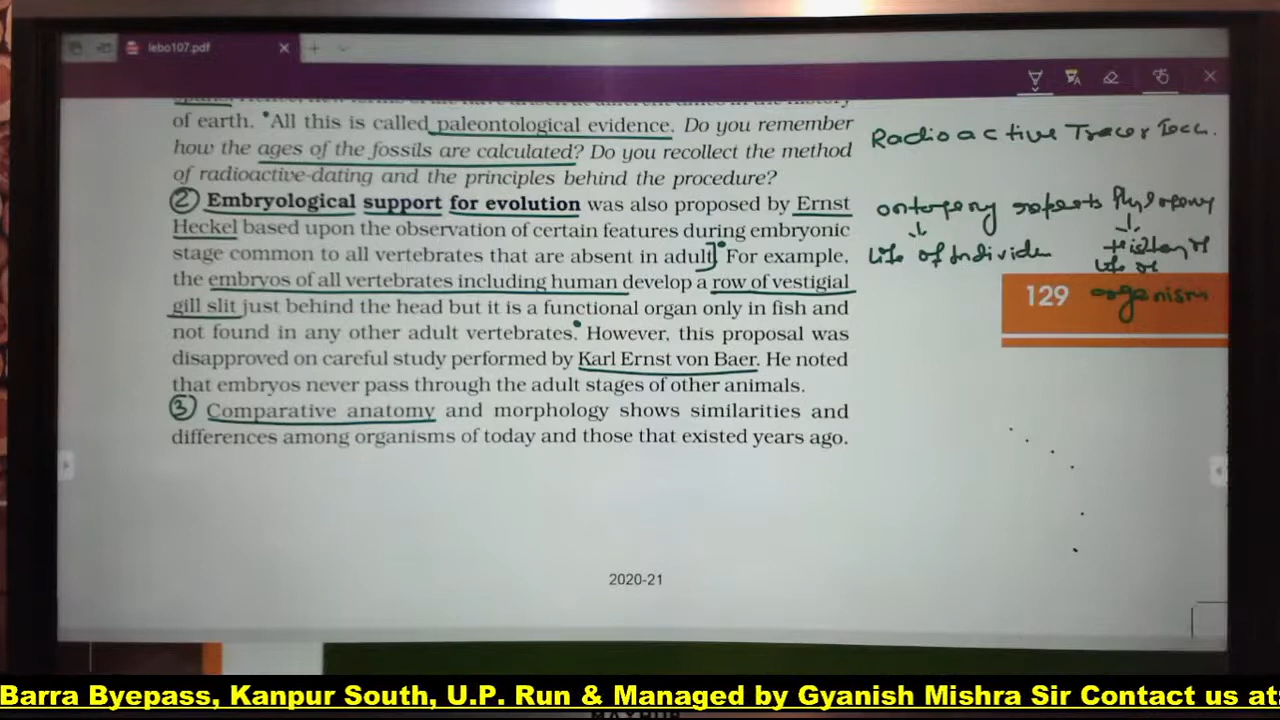 lebo107.pdf
of earth. All this is called paleontological evidence. Do you remember
how the ages of the fossils are calculated? Do you recollect the method
of radioactive-dating and the principles behind the procedure?
② Embryological support for evolution was also proposed by Ernst
Heckel based upon the observation of certain features during embryonic
stage common to all vertebrates that are absent in adult. For example,
the embryos of all vertebrates including human develop a row of vestigial
gill slit just behind the head but it is a functional organ only in fish and
not found in any other adult vertebrates. However, this proposal was
disapproved on careful study performed by Karl Ernst von Baer. He noted
that embryos never pass through the adult stages of other animals.
③ Comparative anatomy and morphology shows similarities and
differences among organisms of today and those that existed years ago.
Radioactive Tracer Tech.
ontogeny repeats Phylogeny
Life of Individe
Life of
129 organism
2020-21
Barra Byepass, Kanpur South, U.P. Run & Managed by Gyanish Mishra Sir Contact us at